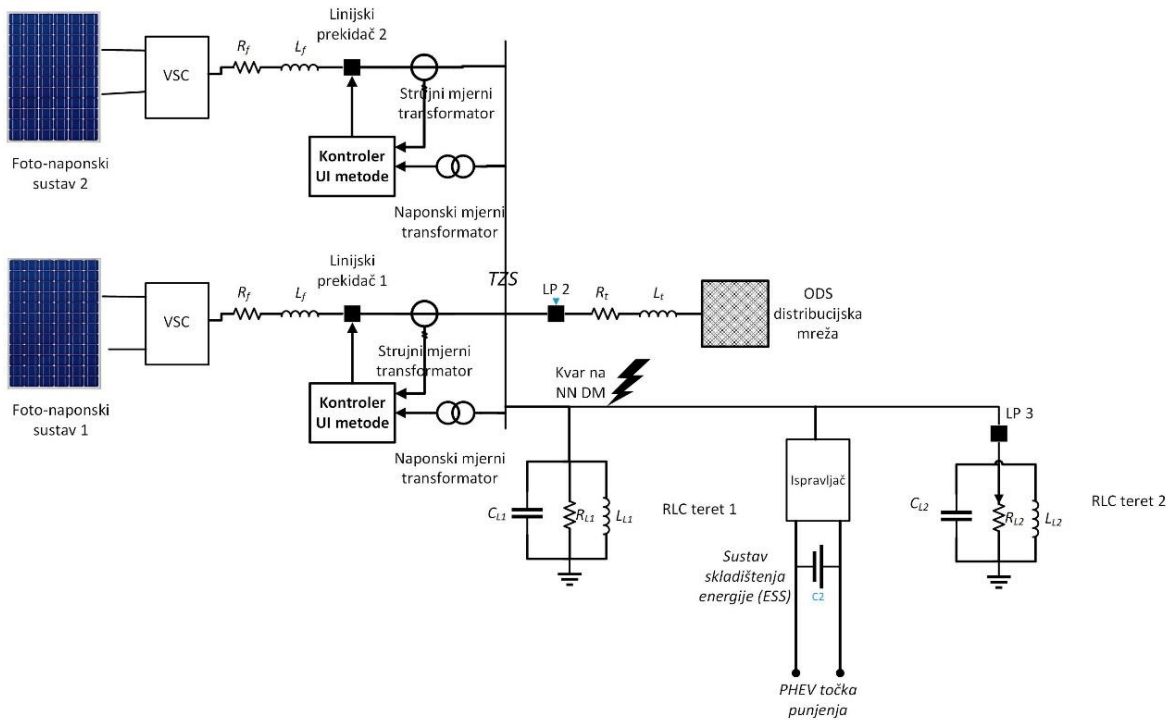 Linijski
prekidač 2
R_f
L_f
VSC
Strujni mjerni
transformator
Kontroler
UI metode
Foto-naponski
sustav 2
Naponski mjerni
transformator
Linijski
prekidač 1
TZS
LP 2
R_t
L_t
ODS
distribucijska
mreža
R_f
L_f
VSC
Strujni mjerni
transformator
Kvar na
NN DM
Kontroler
UI metode
Foto-naponski
sustav 1
LP 3
Naponski mjerni
transformator
Ispravljač
C_L1
R_L1
L_L1
RLC teret 1
C_L2
R_L2
L_L2
RLC teret 2
Sustav
skladištenja
energije (ESS)
C2
PHEV točka
punjenja